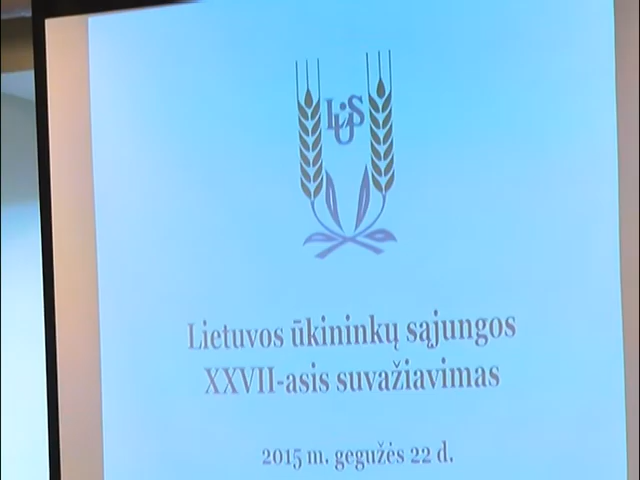 LŪS
Lietuvos ūkininkų sąjungos
XXVII-asis suvažiavimas
2015 m. gegužės 22 d.